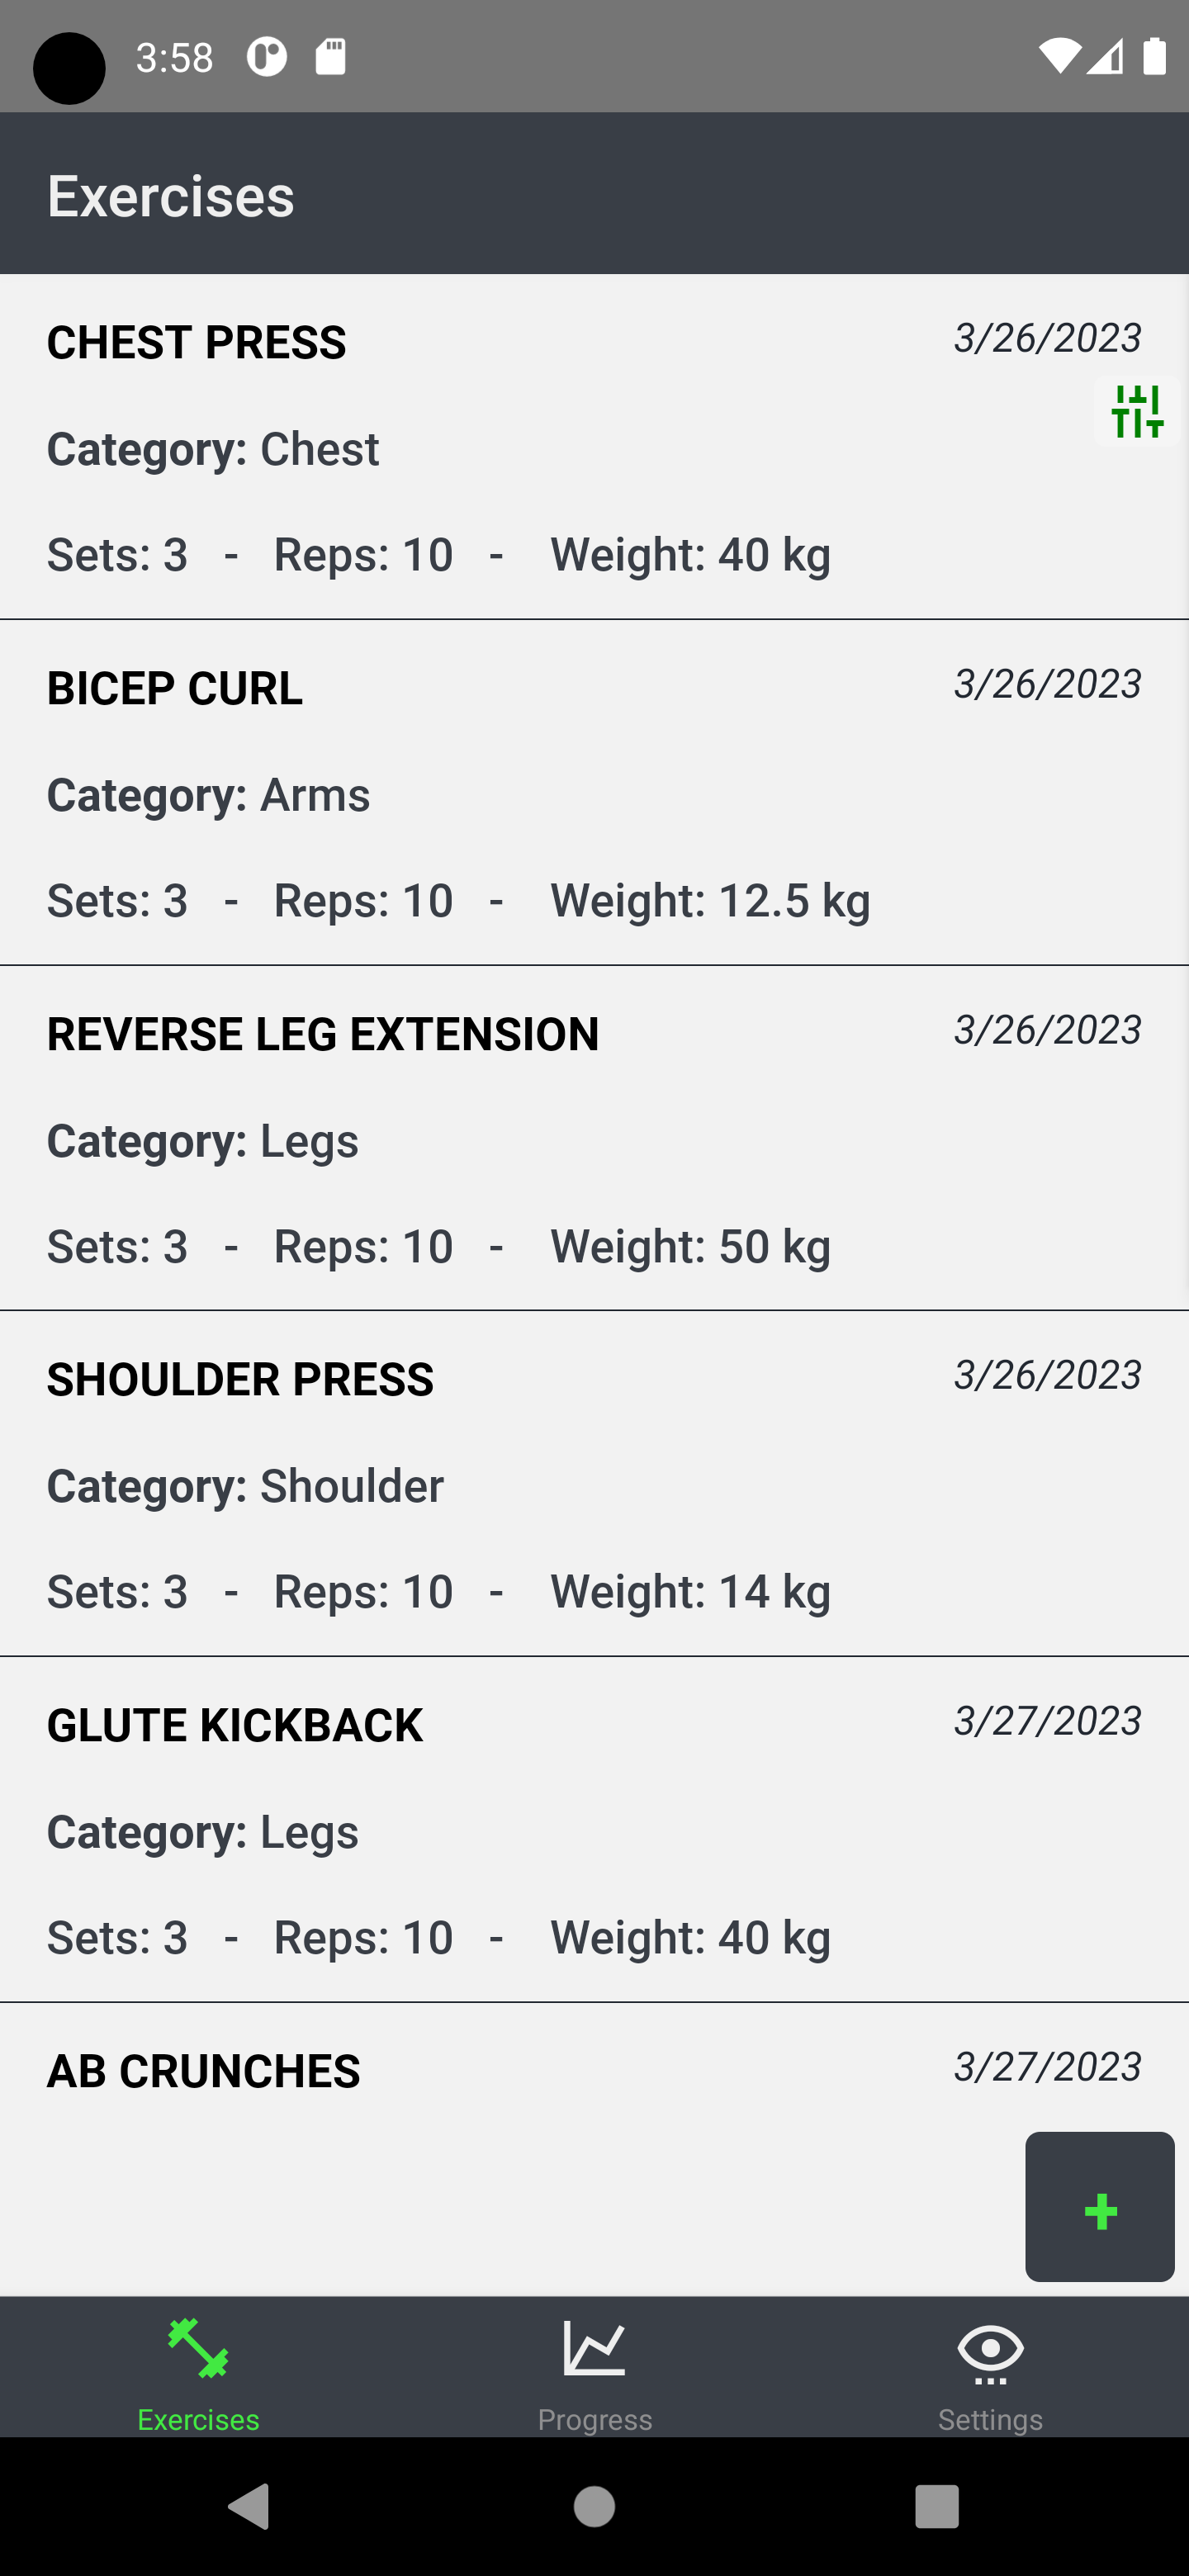 3:58
Exercises
CHEST PRESS 3/26/2023
Category: Chest
Sets: 3 - Reps: 10 - Weight: 40 kg
BICEP CURL 3/26/2023
Category: Arms
Sets: 3 - Reps: 10 - Weight: 12.5 kg
REVERSE LEG EXTENSION 3/26/2023
Category: Legs
Sets: 3 - Reps: 10 - Weight: 50 kg
SHOULDER PRESS 3/26/2023
Category: Shoulder
Sets: 3 - Reps: 10 - Weight: 14 kg
GLUTE KICKBACK 3/27/2023
Category: Legs
Sets: 3 - Reps: 10 - Weight: 40 kg
AB CRUNCHES 3/27/2023
+
Exercises Progress Settings